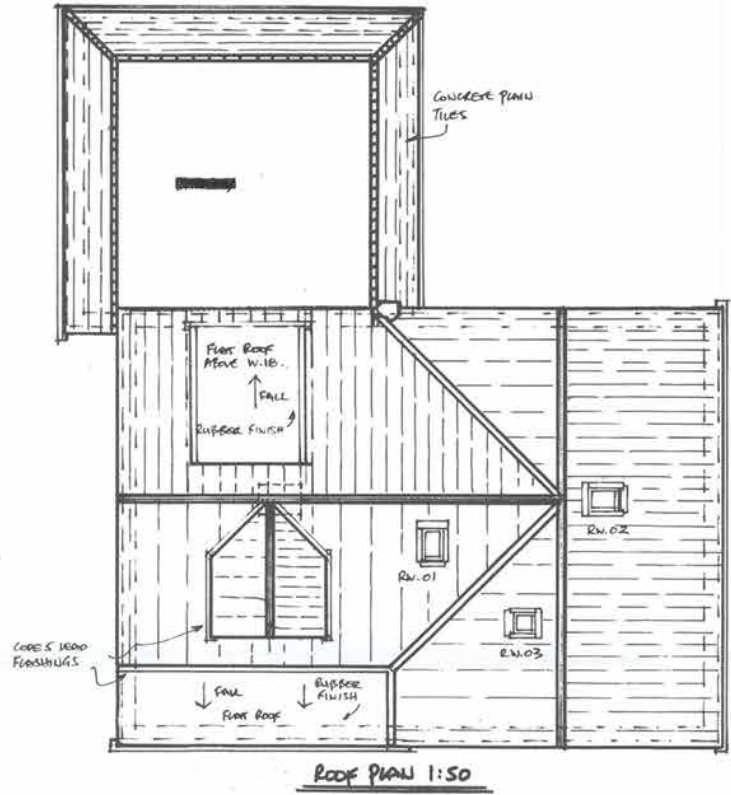 CONCRETE PLAIN
TILES
FLAT ROOF
ABOVE W.18.
FALL
RUBBER FINISH
RW.02
RW.01
RW.03
CODE 5 LEAD
FLASHINGS
FALL
RUBBER
FINISH
FLAT ROOF
ROOF PLAN 1:50